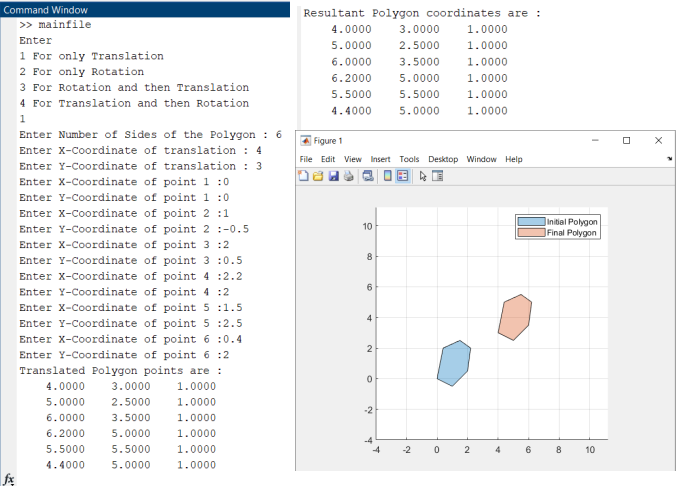 Command Window
>> mainfile
Enter
1 For only Translation
2 For only Rotation
3 For Rotation and then Translation
4 For Translation and then Rotation
1
Enter Number of Sides of the Polygon : 6
Enter X-Coordinate of translation : 4
Enter Y-Coordinate of translation : 3
Enter X-Coordinate of point 1 :0
Enter Y-Coordinate of point 1 :0
Enter X-Coordinate of point 2 :1
Enter Y-Coordinate of point 2 :-0.5
Enter X-Coordinate of point 3 :2
Enter Y-Coordinate of point 3 :0.5
Enter X-Coordinate of point 4 :2.2
Enter Y-Coordinate of point 4 :2
Enter X-Coordinate of point 5 :1.5
Enter Y-Coordinate of point 5 :2.5
Enter X-Coordinate of point 6 :0.4
Enter Y-Coordinate of point 6 :2
Translated Polygon points are :
4.0000 3.0000 1.0000
5.0000 2.5000 1.0000
6.0000 3.5000 1.0000
6.2000 5.0000 1.0000
5.5000 5.5000 1.0000
4.4000 5.0000 1.0000
fx
Resultant Polygon coordinates are :
4.0000 3.0000 1.0000
5.0000 2.5000 1.0000
6.0000 3.5000 1.0000
6.2000 5.0000 1.0000
5.5000 5.5000 1.0000
4.4000 5.0000 1.0000
Figure 1
File Edit View Insert Tools Desktop Window Help
Initial Polygon
Final Polygon
10
8
6
4
2
0
-2
-4
-4 -2 0 2 4 6 8 10